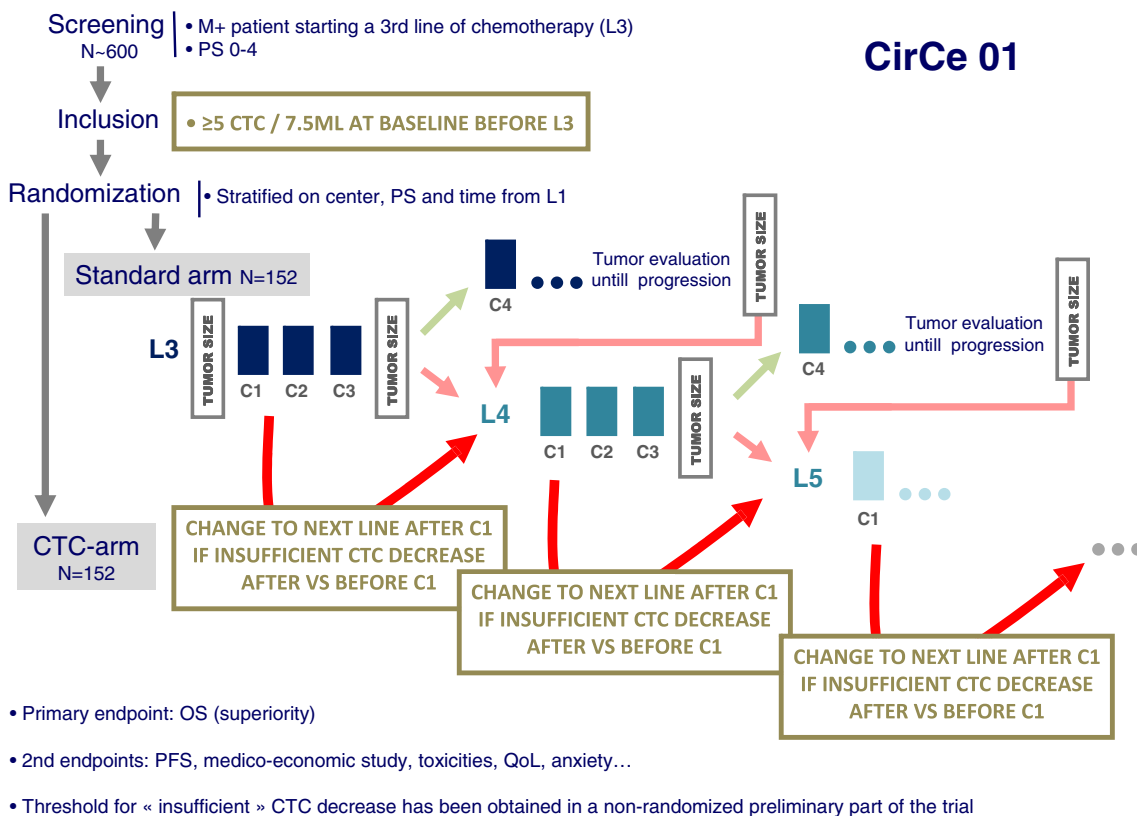 Screening
N~600
• M+ patient starting a 3rd line of chemotherapy (L3)
• PS 0-4
CirCe 01
Inclusion
• ≥5 CTC / 7.5ML AT BASELINE BEFORE L3
Randomization
• Stratified on center, PS and time from L1
Standard arm N=152
L3
TUMOR SIZE
C1
C2
C3
TUMOR SIZE
C4
Tumor evaluation
untill progression
TUMOR SIZE
L4
C1
C2
C3
TUMOR SIZE
C4
Tumor evaluation
untill progression
TUMOR SIZE
L5
C1
CTC-arm
N=152
CHANGE TO NEXT LINE AFTER C1
IF INSUFFICIENT CTC DECREASE
AFTER VS BEFORE C1
CHANGE TO NEXT LINE AFTER C1
IF INSUFFICIENT CTC DECREASE
AFTER VS BEFORE C1
CHANGE TO NEXT LINE AFTER C1
IF INSUFFICIENT CTC DECREASE
AFTER VS BEFORE C1
• Primary endpoint: OS (superiority)
• 2nd endpoints: PFS, medico-economic study, toxicities, QoL, anxiety…
• Threshold for « insufficient » CTC decrease has been obtained in a non-randomized preliminary part of the trial